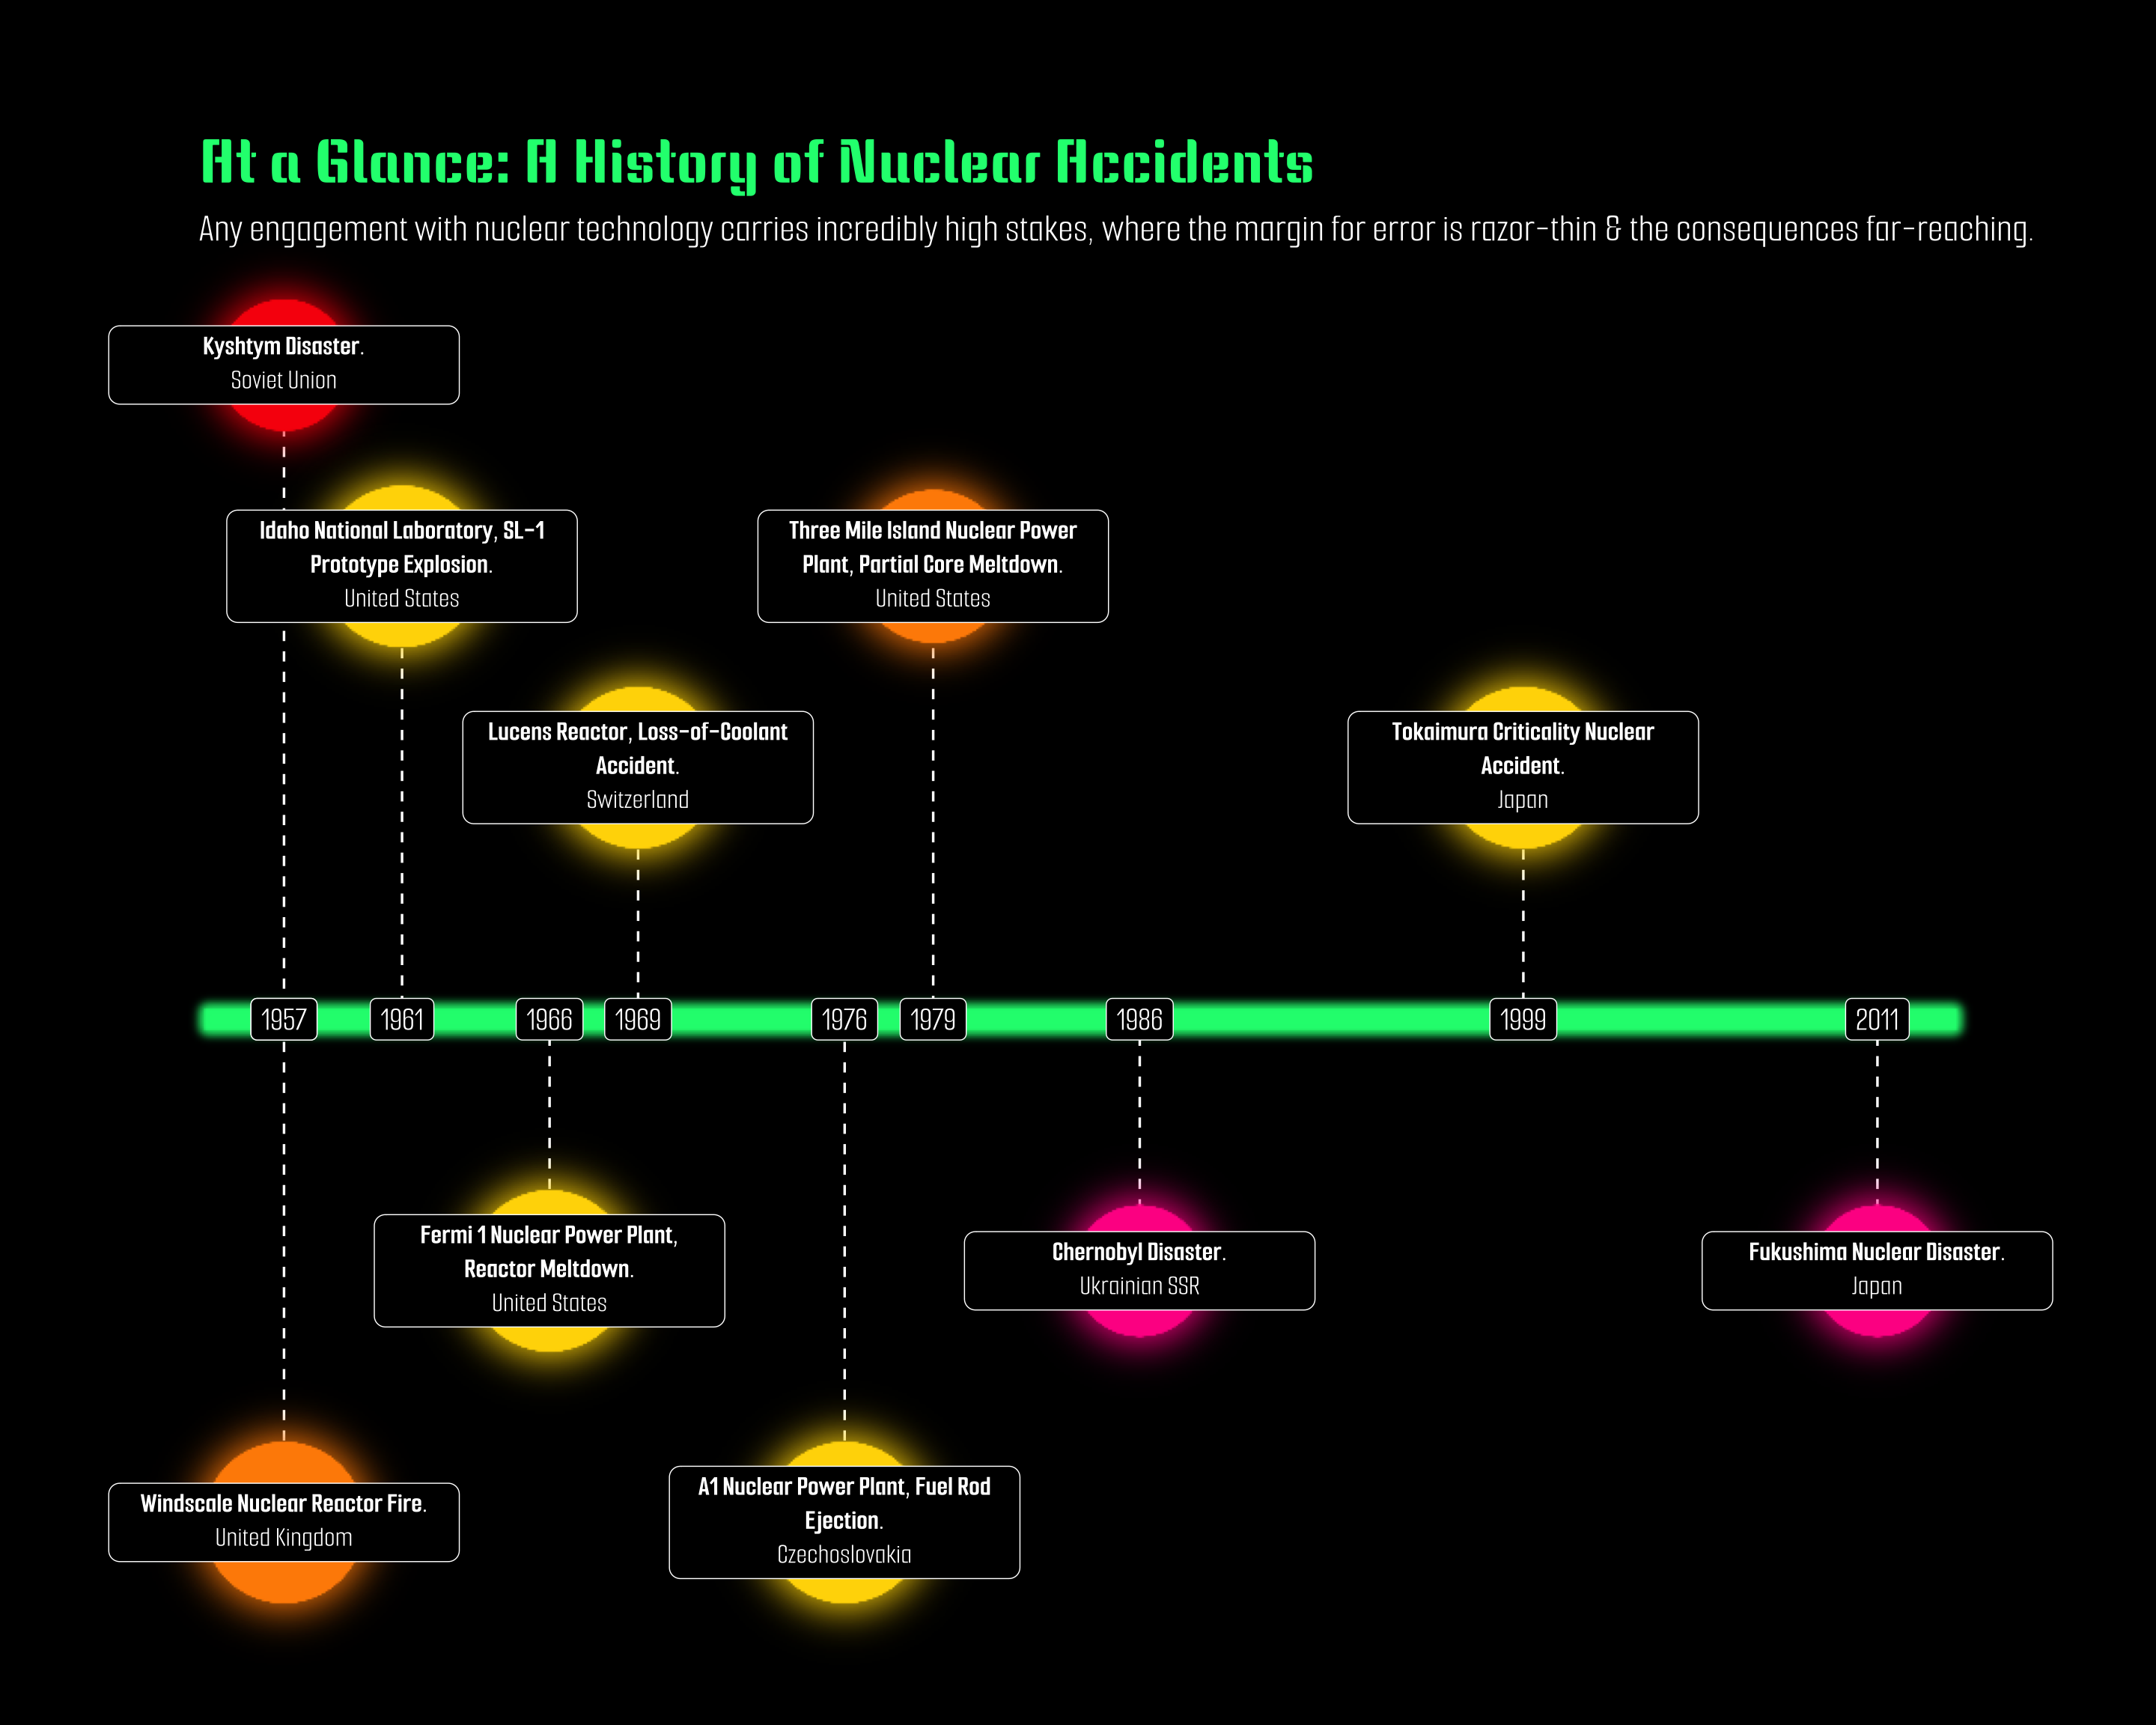 At a Glance: A History of Nuclear Accidents
Any engagement with nuclear technology carries incredibly high stakes, where the margin for error is razor-thin & the consequences far-reaching.
Kyshtym Disaster.
Soviet Union
Idaho National Laboratory, SL-1
Prototype Explosion.
United States
Three Mile Island Nuclear Power
Plant, Partial Core Meltdown.
United States
Lucens Reactor, Loss-of-Coolant
Accident.
Switzerland
Tokaimura Criticality Nuclear
Accident.
Japan
1957
1961
1966
1969
1976
1979
1986
1999
2011
Fermi 1 Nuclear Power Plant,
Reactor Meltdown.
United States
Chernobyl Disaster.
Ukrainian SSR
Fukushima Nuclear Disaster.
Japan
Windscale Nuclear Reactor Fire.
United Kingdom
A1 Nuclear Power Plant, Fuel Rod
Ejection.
Czechoslovakia